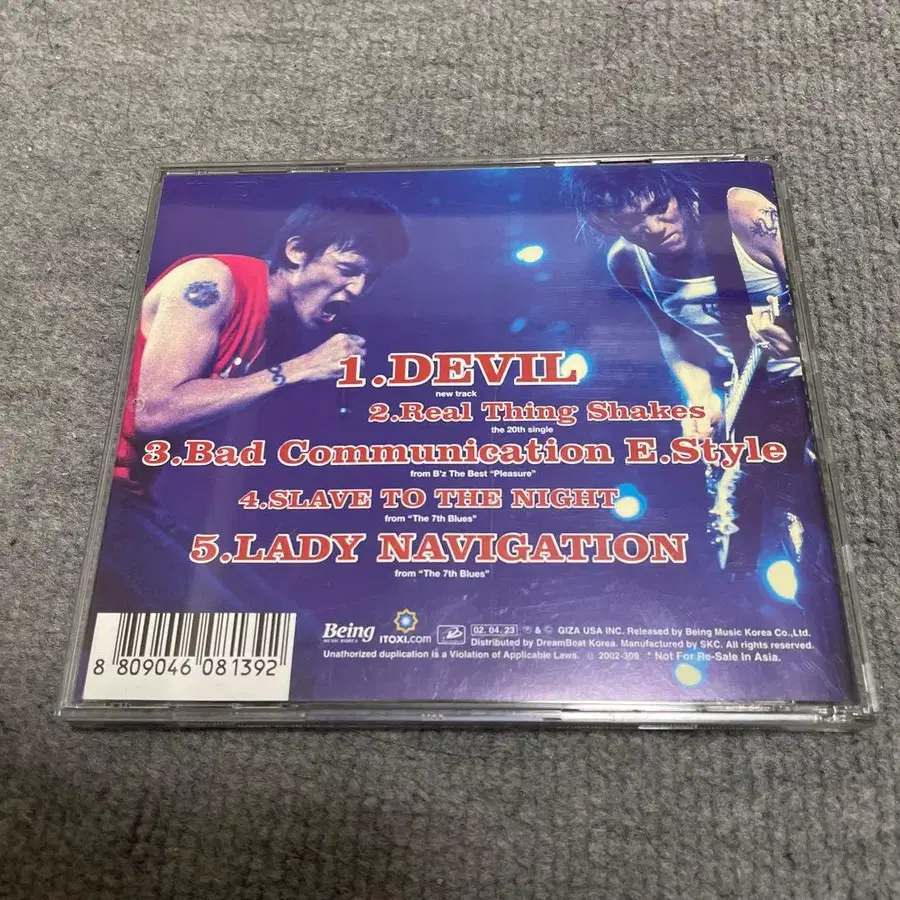 1.DEVIL
new track
2.Real Thing Shakes
the 20th single
3.Bad Communication E.Style
from B'z The Best "Pleasure"
4.SLAVE TO THE NIGHT
from "The 7th Blues"
5.LADY NAVIGATION
from "The 7th Blues"
8 809046 081392
Being
ITOXI.com
02. 04. 23 ℗ & © GIZA USA INC. Released by Being Music Korea Co.,Ltd.
Distributed by DreamBeat Korea. Manufactured by SKC. All rights reserved.
Unauthorized duplication is a Violation of Applicable Laws. 2002-309 * Not For Re-Sale In Asia.